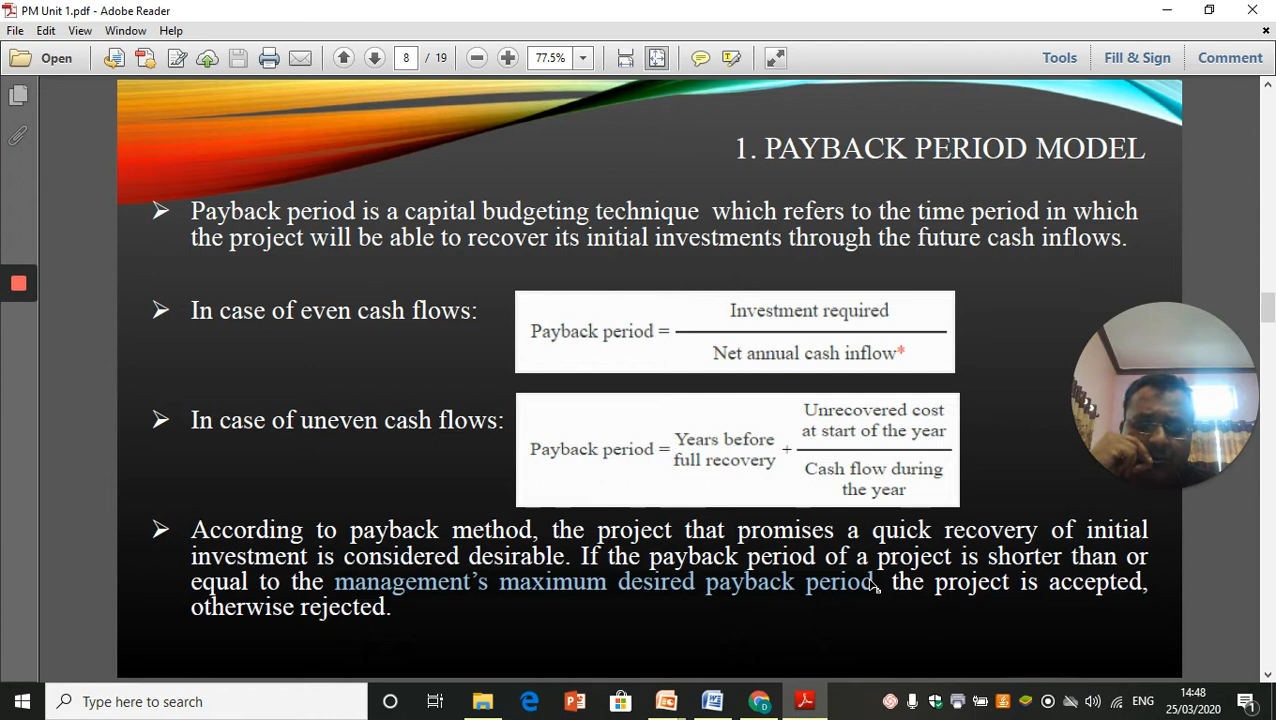 PM Unit 1.pdf - Adobe Reader
File Edit View Window Help
Open 8 / 19 77.5% Tools Fill & Sign Comment
1. PAYBACK PERIOD MODEL
Payback period is a capital budgeting technique which refers to the time period in which
the project will be able to recover its initial investments through the future cash inflows.
In case of even cash flows:
Payback period = Investment required
Net annual cash inflow*
In case of uneven cash flows:
Payback period = Years before full recovery + Unrecovered cost
at start of the year
Cash flow during
the year
According to payback method, the project that promises a quick recovery of initial
investment is considered desirable. If the payback period of a project is shorter than or
equal to the management's maximum desired payback period, the project is accepted,
otherwise rejected.
Type here to search
ENG
14:48
25/03/2020
1